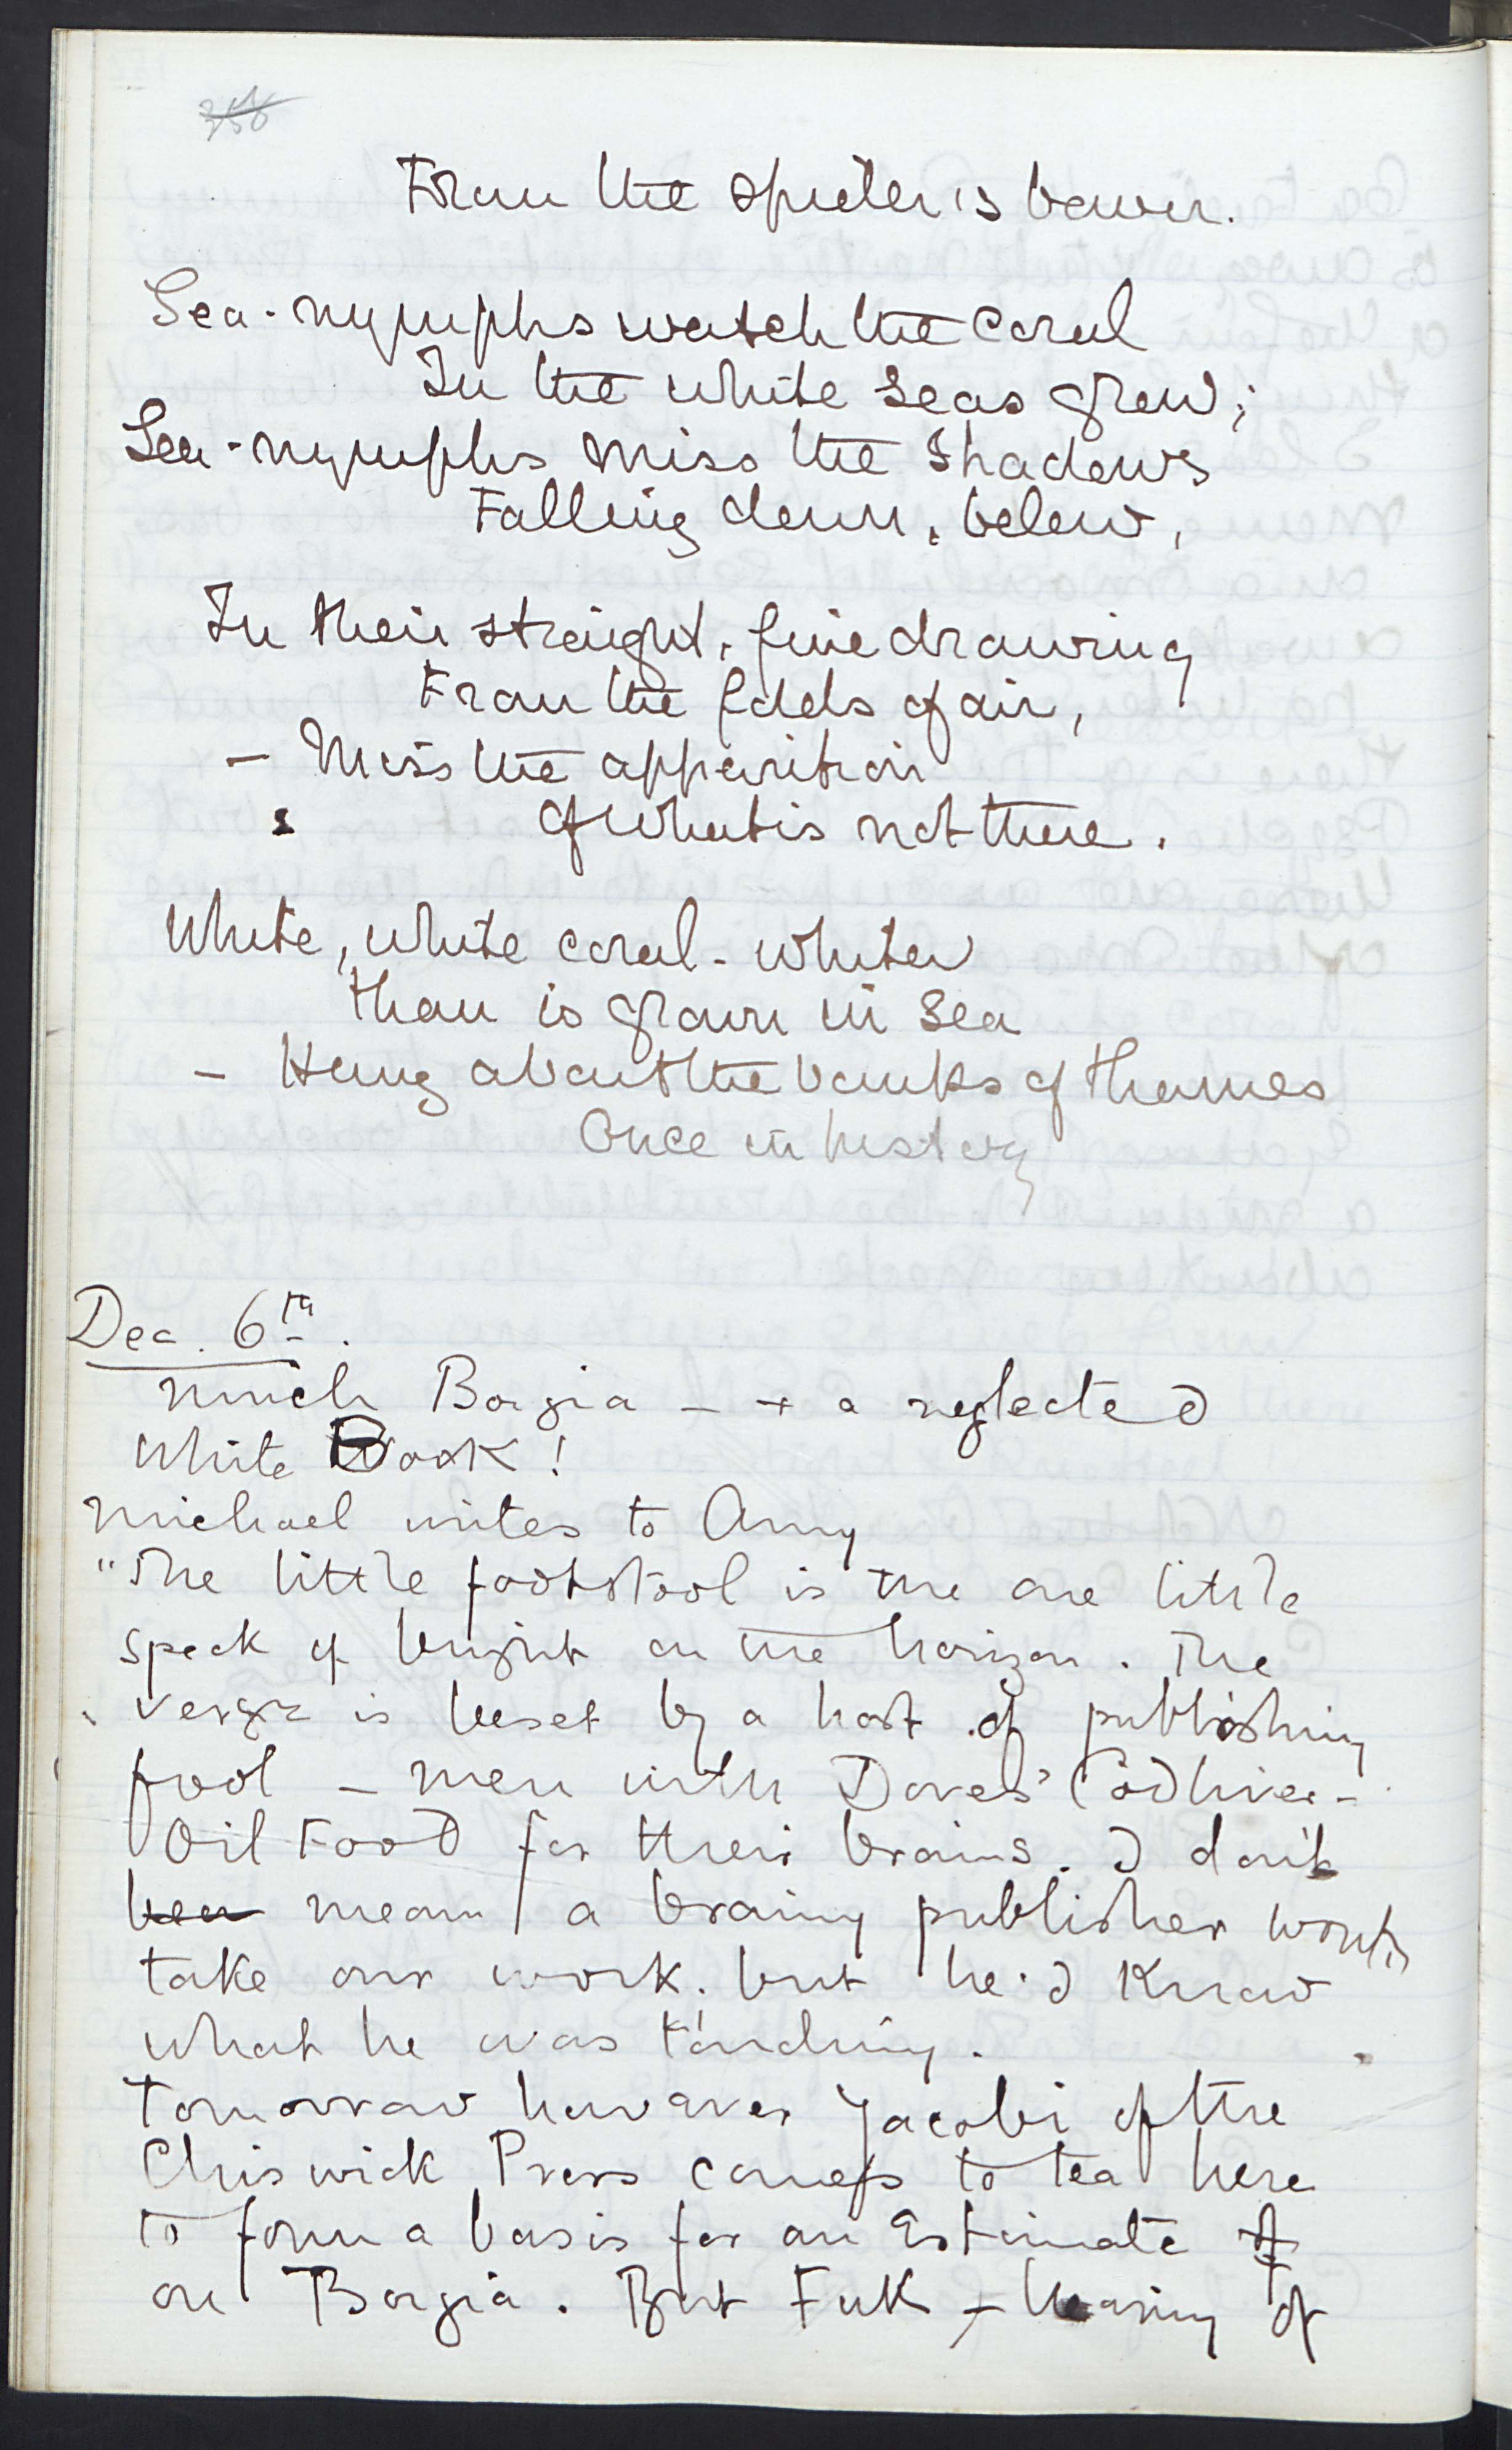 From the spider's bower.
Sea-nymphs watch the coral
In the white seas grow;
Sea-nymphs miss the shadows
Falling down, below,
In their straight, fine drawing
From the folds of air,
- Miss the apparition
Of what is not there.
White, white coral - whiter
Than is grown in sea
- Hung about the banks of Thames
Once in history
Dec. 6th.
Much Borgia - + a neglected
White Book!
Michael writes to Amy
"The little footstool is the one little
speck of bright on the horizon. The
verge is beset by a host of publishing
fool - men with Doves' Codliver-
Oil Food for their brains. I don't
mean a brainy publisher would
take our work. but he'd know
what he was
Tomorrow however Jacobi of the
Chiswick Press comes to tea here
to form a basis for an Estimate
on Borgia. But - hearing of